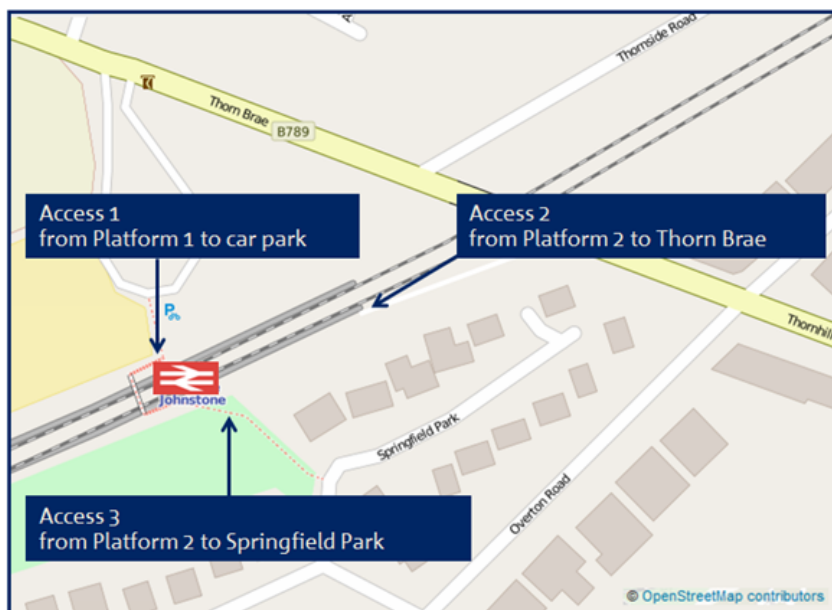 A
Thornside Road
Thorn Brae
B789
Access 1
from Platform 1 to car park
Access 2
from Platform 2 to Thorn Brae
P
Thornhill
Johnstone
Springfield Park
Overton Road
Access 3
from Platform 2 to Springfield Park
© OpenStreetMap contributors